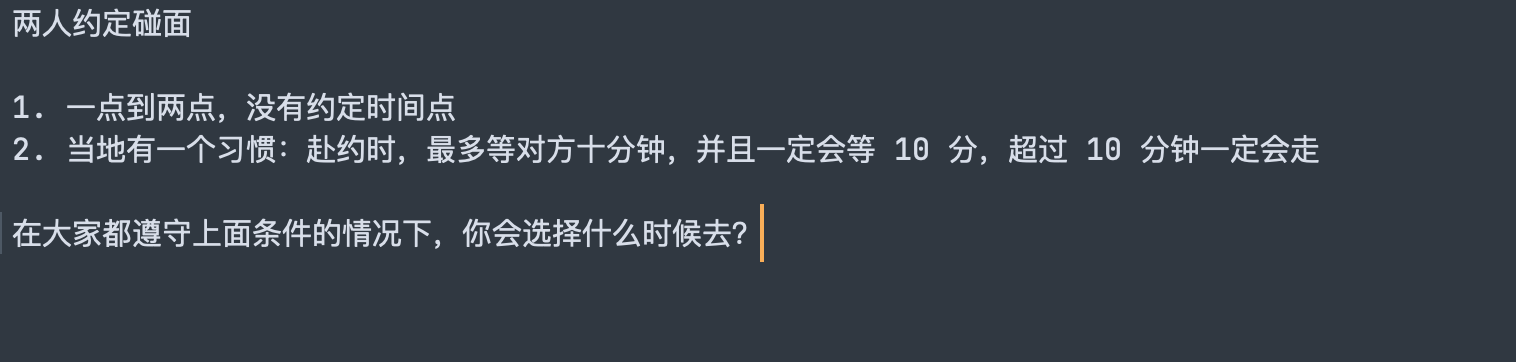 两人约定碰面
1. 一点到两点，没有约定时间点
2. 当地有一个习惯：赴约时，最多等对方十分钟，并且一定会等 10 分，超过 10 分钟一定会走
在大家都遵守上面条件的情况下，你会选择什么时候去？